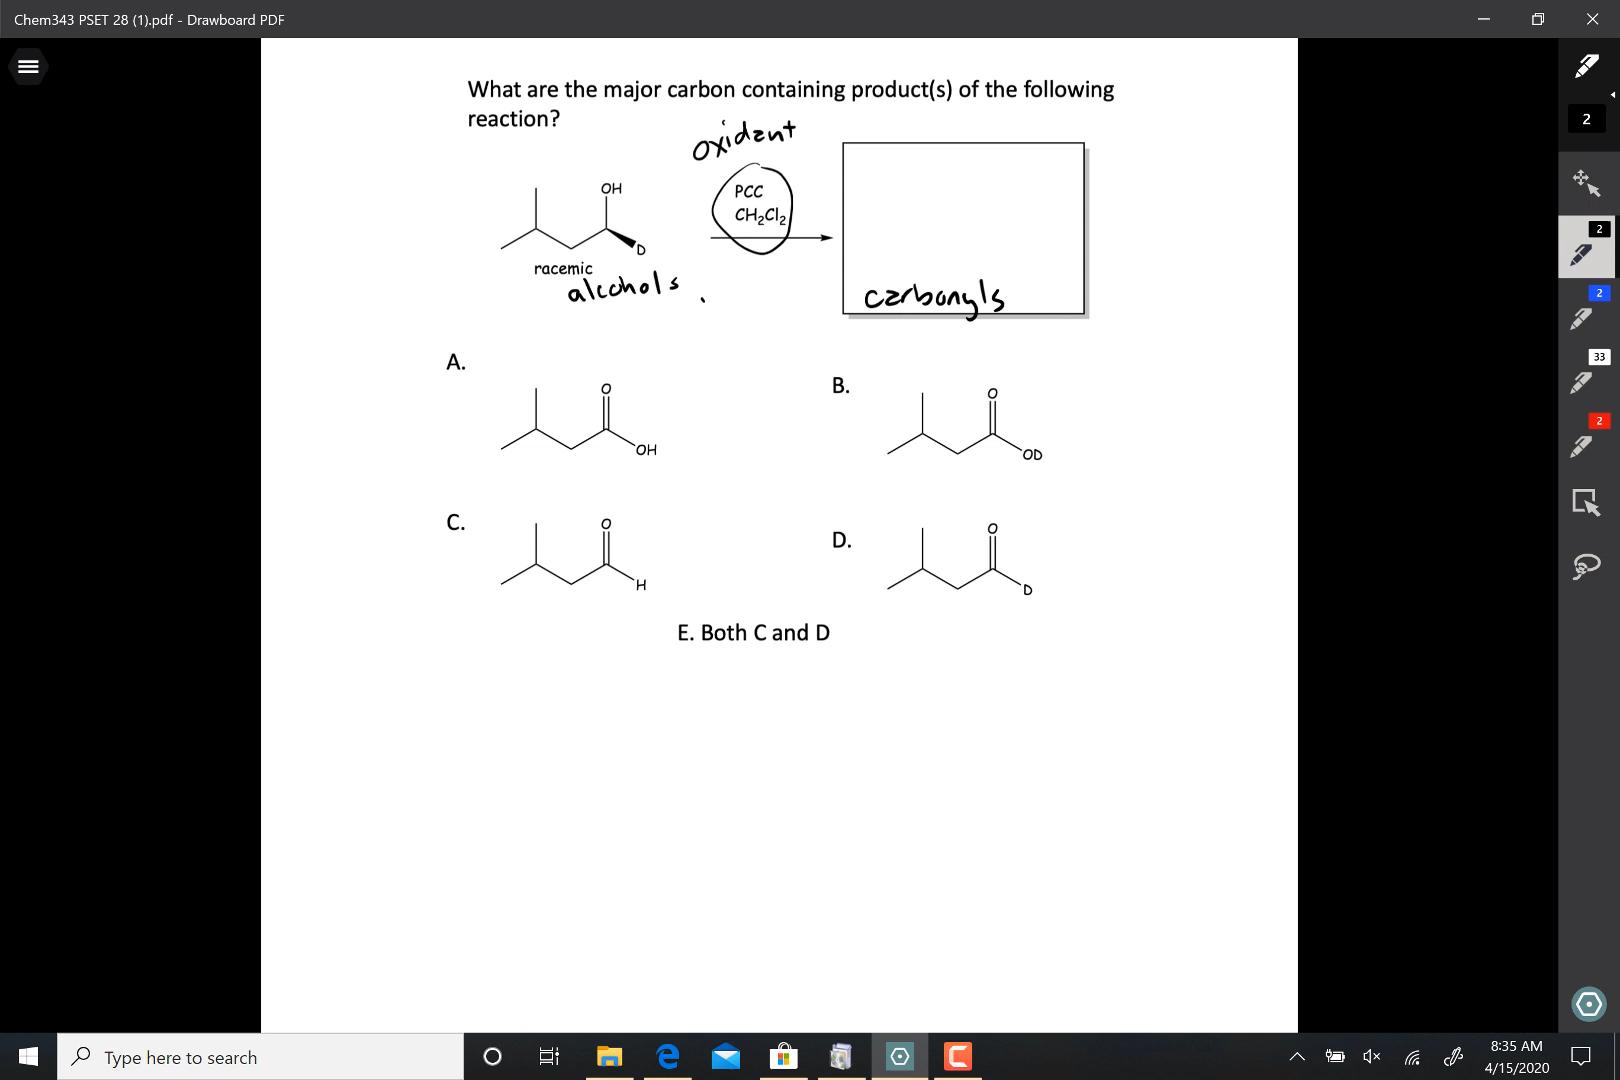 Chem343 PSET 28 (1).pdf - Drawboard PDF
2
2
2
33
2
What are the major carbon containing product(s) of the following
reaction?
oxidant
OH
D
racemic
alcohols
PCC
CH₂Cl₂
carbonyls
A.
O
OH
B.
O
OD
C.
O
H
D.
O
D
E. Both C and D
Type here to search
8:35 AM
4/15/2020